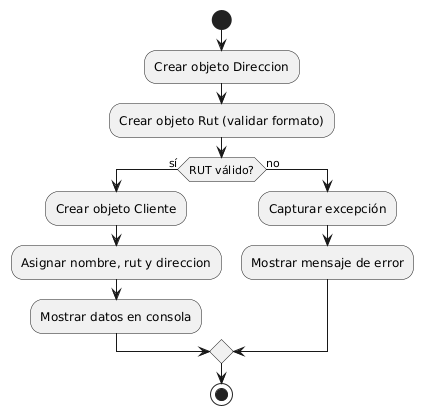 Crear objeto Direccion
Crear objeto Rut (validar formato)
RUT válido?
sí
no
Crear objeto Cliente
Asignar nombre, rut y direccion
Mostrar datos en consola
Capturar excepción
Mostrar mensaje de error